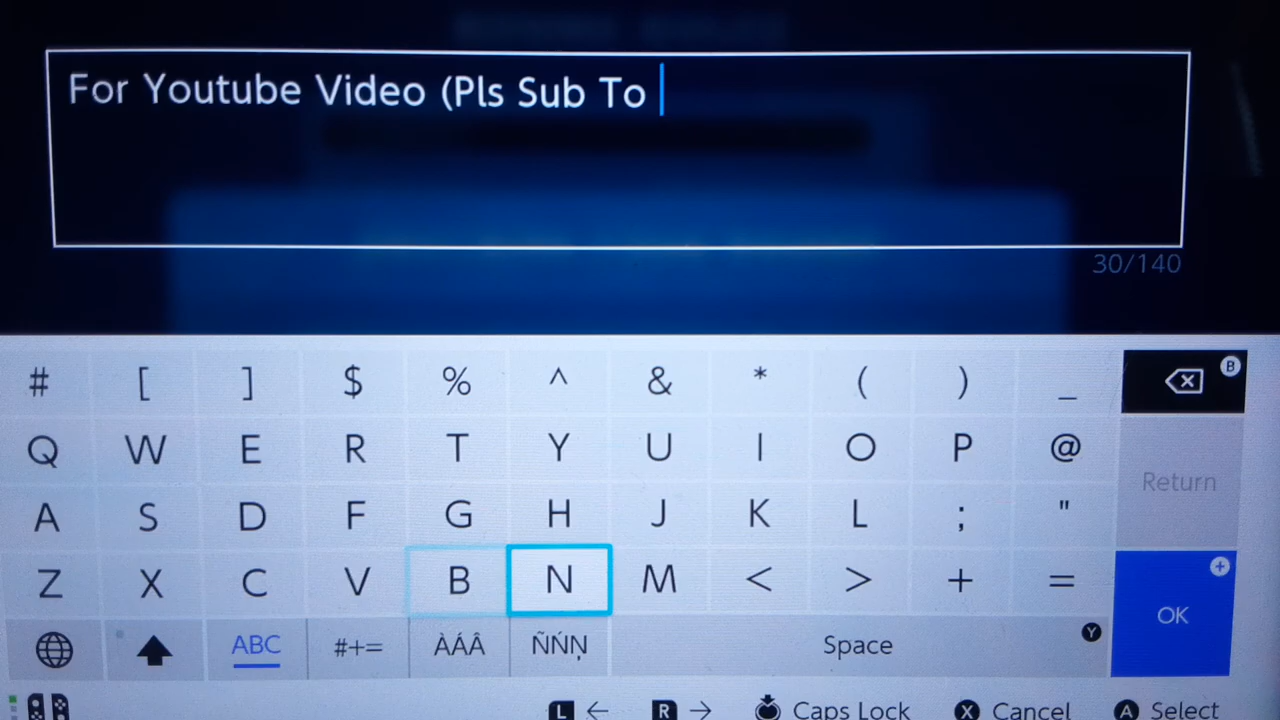 For Youtube Video (Pls Sub To
30/140
# [ ] $ % ^ & * ( ) _ B
Q W E R T Y U I O P @
Return
A S D F G H J K L ; "
Z X C V B N M < > + =
OK
ABC #+= ÀÁÂ ÑŃŅ Space Y
L ← R → Caps Lock X Cancel A Select